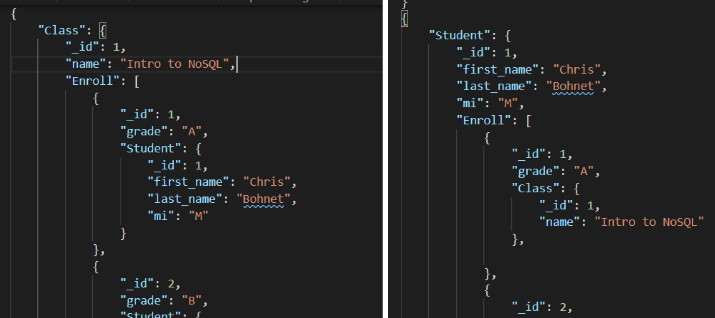 {
"Class": {
"_id": 1,
"name": "Intro to NoSQL",
"Enroll": [
{
"_id": 1,
"grade": "A",
"Student": {
"_id": 1,
"first_name": "Chris",
"last_name": "Bohnet",
"mi": "M"
}
},
{
"_id": 2,
"grade": "B",
"Student": {
}
{
"Student": {
"_id": 1,
"first_name": "Chris",
"last_name": "Bohnet",
"mi": "M",
"Enroll": [
{
"_id": 1,
"grade": "A",
"Class": {
"_id": 1,
"name": "Intro to NoSQL"
},
},
{
"_id": 2,